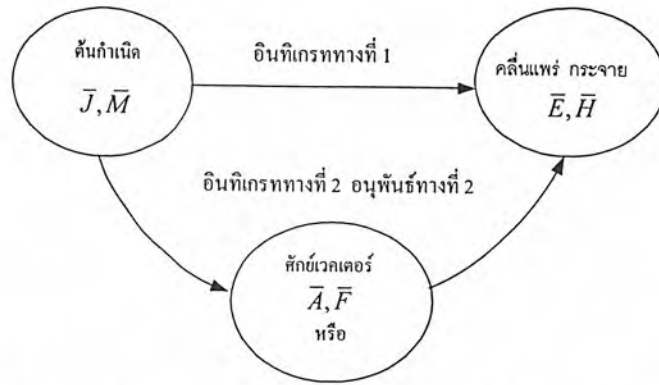 ต้นกำเนิด
J̅, M̅
อินทิเกรททางที่ 1
คลื่นแพร่ กระจาย
E̅, H̅
อินทิเกรททางที่ 2 อนุพันธ์ทางที่ 2
ศักย์เวคเตอร์
A̅, F̅
หรือ